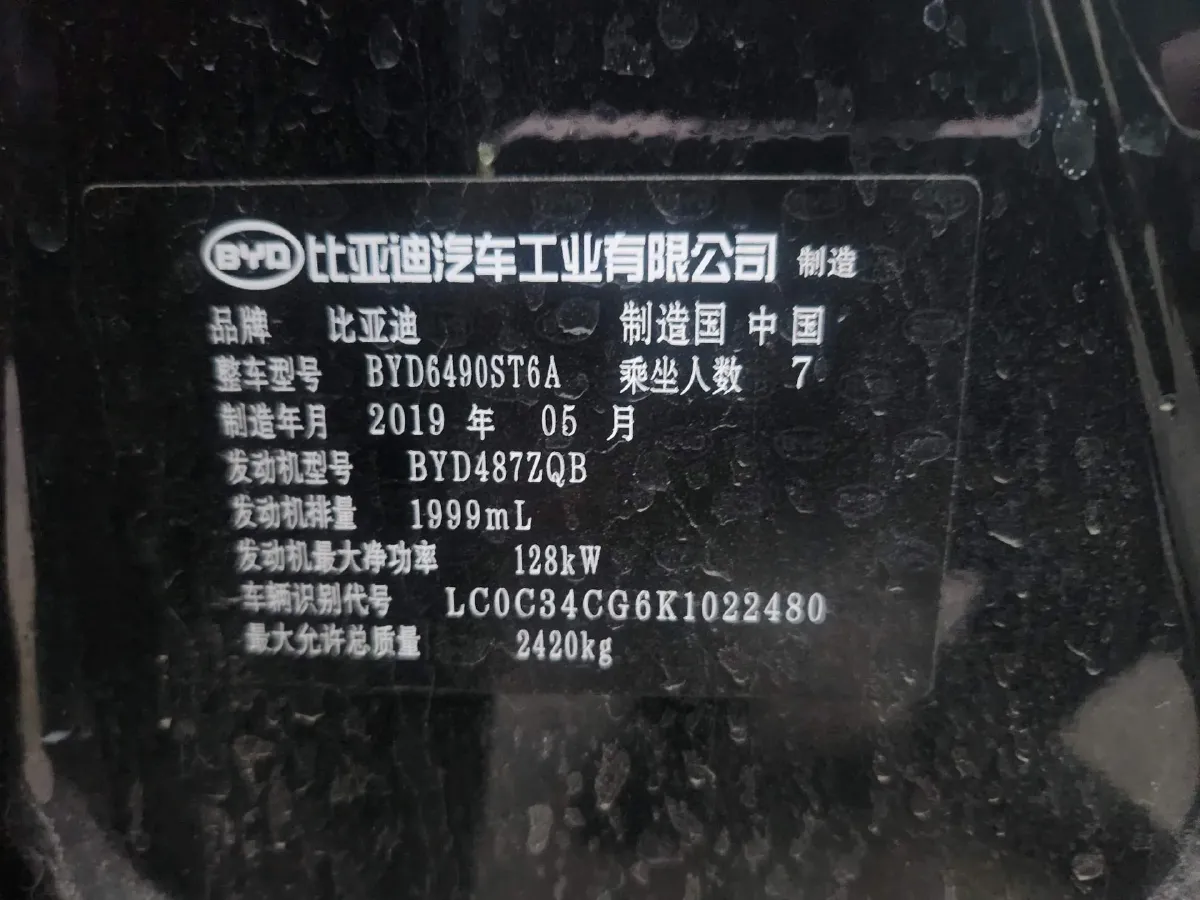 BYD 比亚迪汽车工业有限公司 制造
品牌 比亚迪 制造国 中国
整车型号 BYD6490ST6A 乘坐人数 7
制造年月 2019 年 05 月
发动机型号 BYD487ZQB
发动机排量 1999mL
发动机最大净功率 128kW
车辆识别代号 LC0C34CG6K1022480
最大允许总质量 2420kg